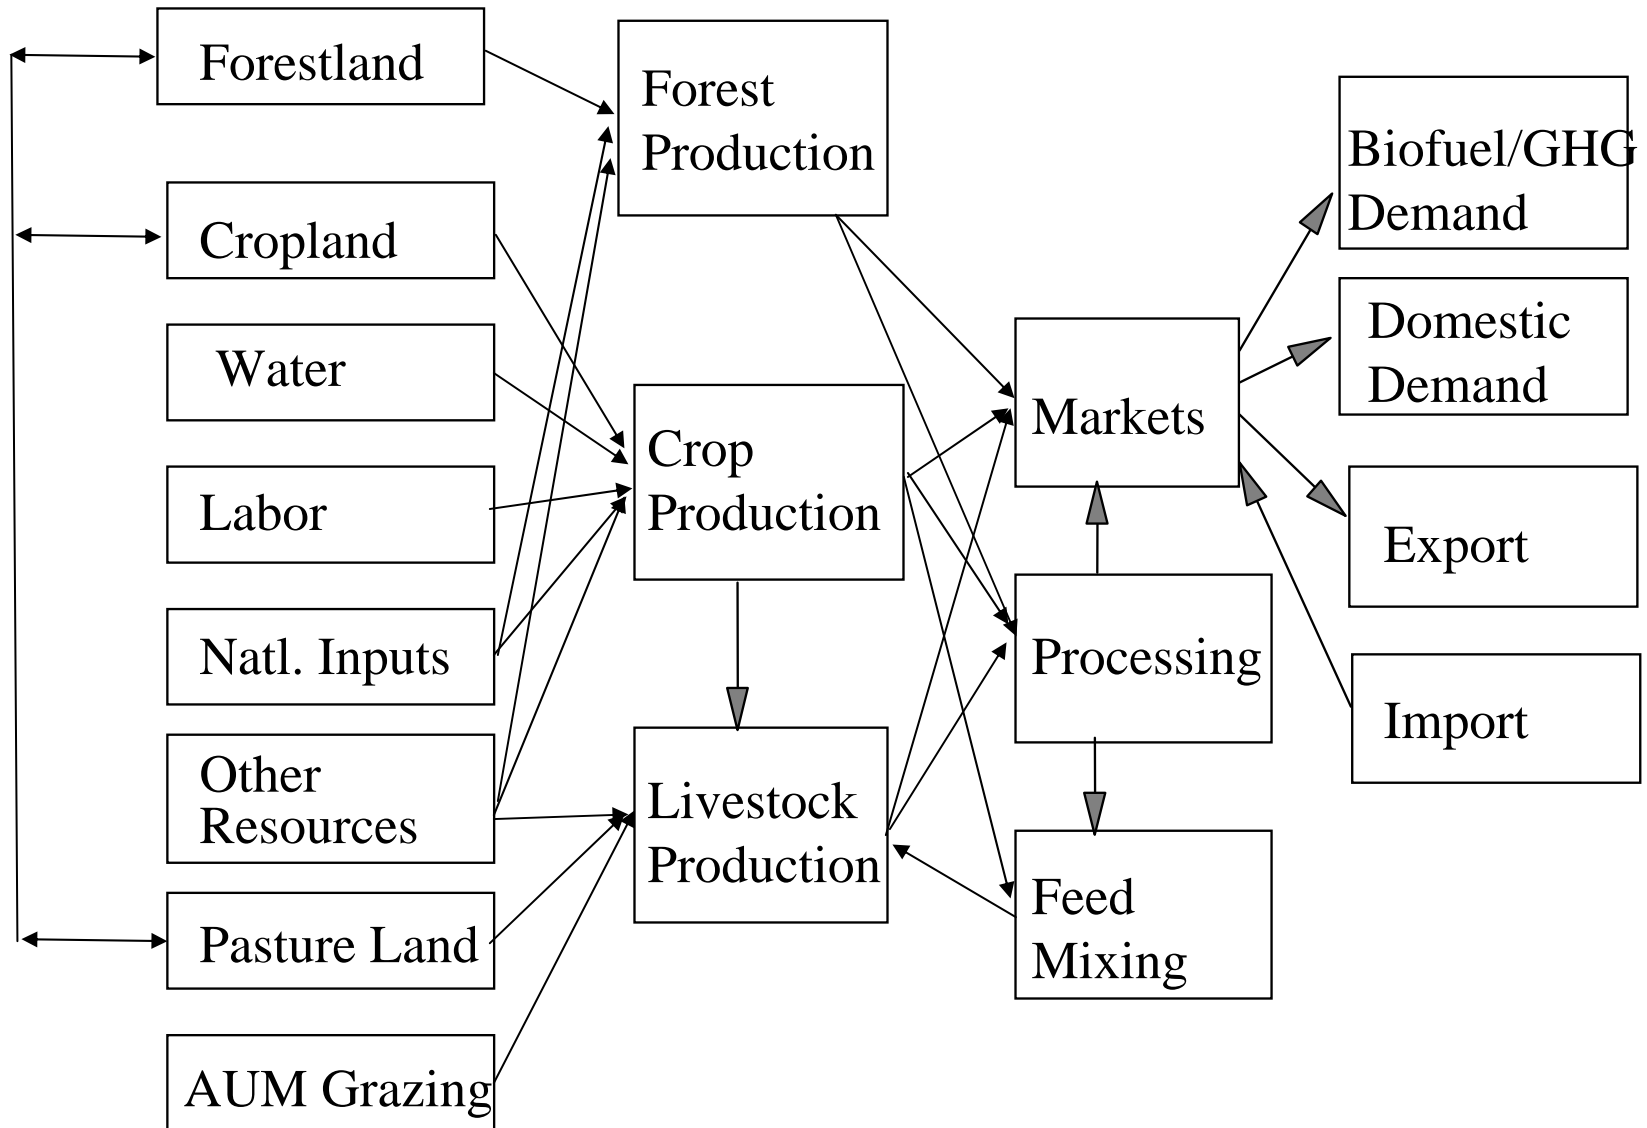 Forestland
Cropland
Water
Labor
Natl. Inputs
Other
Resources
Pasture Land
AUM Grazing
Forest
Production
Crop
Production
Livestock
Production
Markets
Processing
Feed
Mixing
Biofuel/GHG
Demand
Domestic
Demand
Export
Import